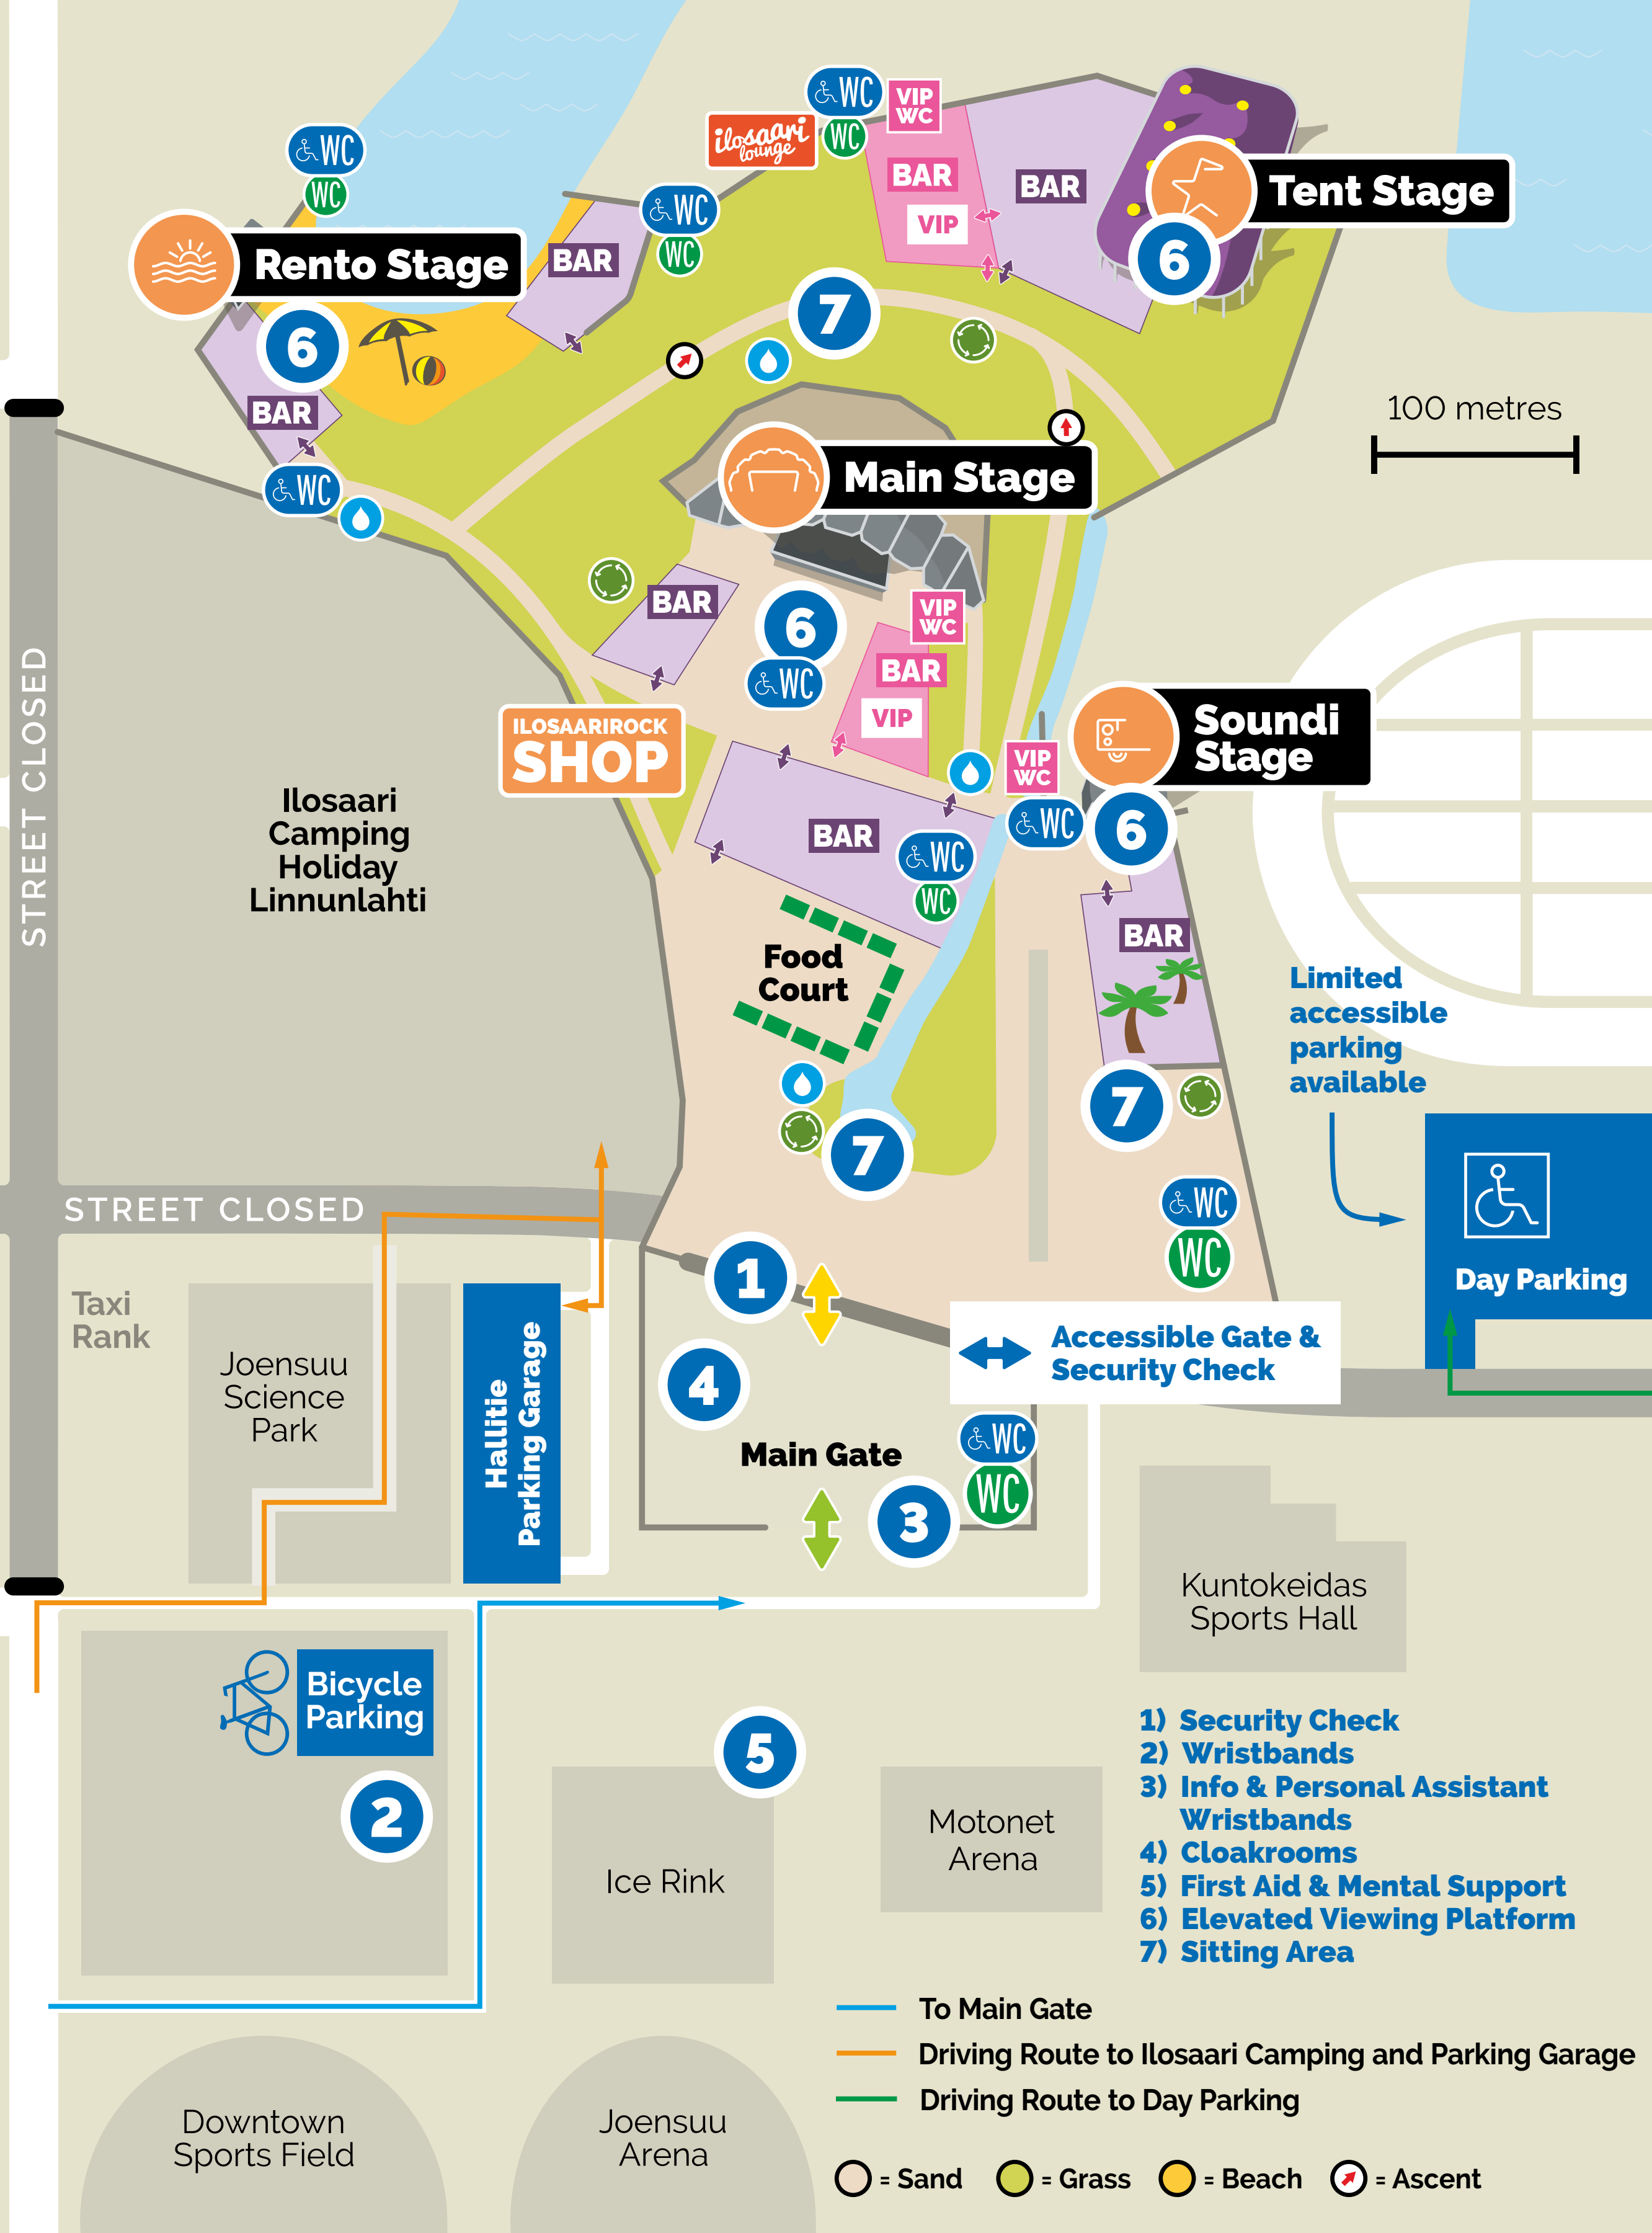 WC
VIP
WC
ilosaari
lounge
WC
WC
WC
BAR
BAR
VIP
Tent Stage
6
WC
WC
BAR
Rento Stage
6
BAR
WC
7
100 metres
Main Stage
BAR
6
WC
VIP
WC
BAR
VIP
STREET CLOSED
ILOSAARIROCK
SHOP
VIP
WC
Soundi
Stage
WC
6
Ilosaari
Camping
Holiday
Linnunlahti
BAR
WC
WC
BAR
Food
Court
Limited
accessible
parking
available
7
7
STREET CLOSED
WC
WC
Day Parking
1
Taxi
Rank
Joensuu
Science
Park
Hallitie
Parking Garage
4
Accessible Gate &
Security Check
Main Gate
WC
WC
3
Kuntokeidas
Sports Hall
Bicycle
Parking
2
5
Ice Rink
Motonet
Arena
1) Security Check
2) Wristbands
3) Info & Personal Assistant
Wristbands
4) Cloakrooms
5) First Aid & Mental Support
6) Elevated Viewing Platform
7) Sitting Area
To Main Gate
Driving Route to Ilosaari Camping and Parking Garage
Driving Route to Day Parking
Downtown
Sports Field
Joensuu
Arena
= Sand
= Grass
= Beach
= Ascent